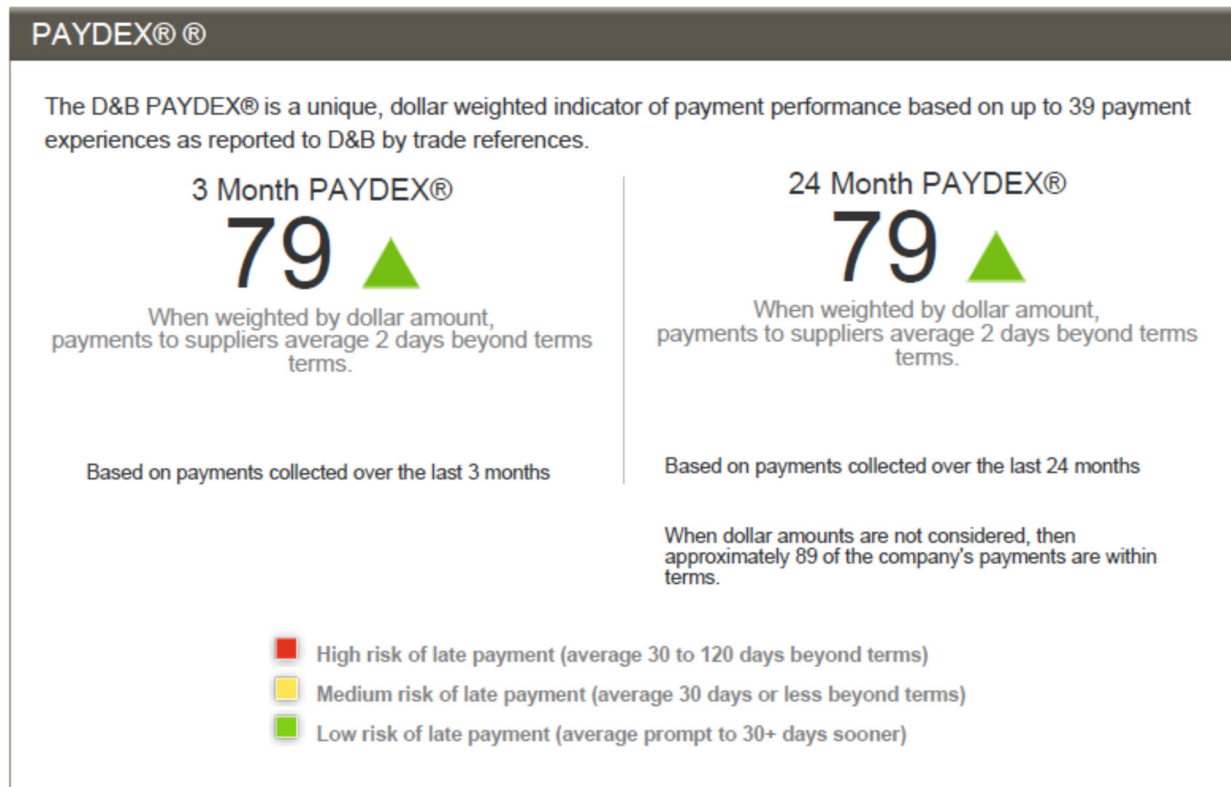 PAYDEX® ®
The D&B PAYDEX® is a unique, dollar weighted indicator of payment performance based on up to 39 payment
experiences as reported to D&B by trade references.
3 Month PAYDEX®
79
When weighted by dollar amount,
payments to suppliers average 2 days beyond terms
terms.
Based on payments collected over the last 3 months
24 Month PAYDEX®
79
When weighted by dollar amount,
payments to suppliers average 2 days beyond terms
terms.
Based on payments collected over the last 24 months
When dollar amounts are not considered, then
approximately 89 of the company's payments are within
terms.
High risk of late payment (average 30 to 120 days beyond terms)
Medium risk of late payment (average 30 days or less beyond terms)
Low risk of late payment (average prompt to 30+ days sooner)